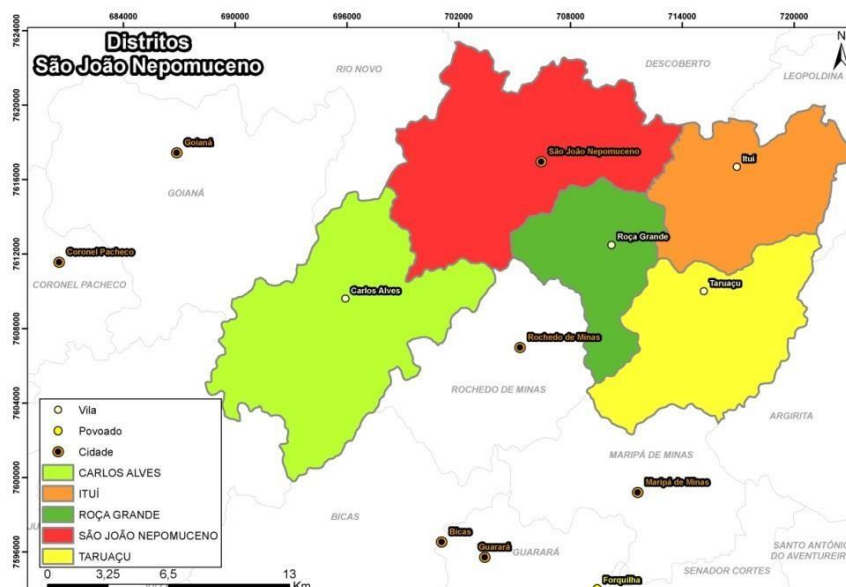 684000 690000 696000 702000 708000 714000 720000
7624000
7620000
7616000
7612000
7608000
7604000
7600000
7596000
Distritos
São João Nepomuceno
N
RIO NOVO
DESCOBERTO
LEOPOLDINA
Goianá
GOIANÁ
São João Nepomuceno
Ituí
Roça Grande
Coronel Pacheco
CORONEL PACHECO
Carlos Alves
Taruaçu
Rochedo de Minas
ROCHEDO DE MINAS
ARGIRITA
MARIPÁ DE MINAS
Maripá de Minas
BICAS
Bicas
Guarará
GUARARÁ
SANTO ANTÔNIO
DO AVENTUREIRO
SENADOR CORTES
Forquilha
Vila
Povoado
Cidade
CARLOS ALVES
ITUÍ
ROÇA GRANDE
SÃO JOÃO NEPOMUCENO
TARUAÇU
0 3,25 6,5 13
Km